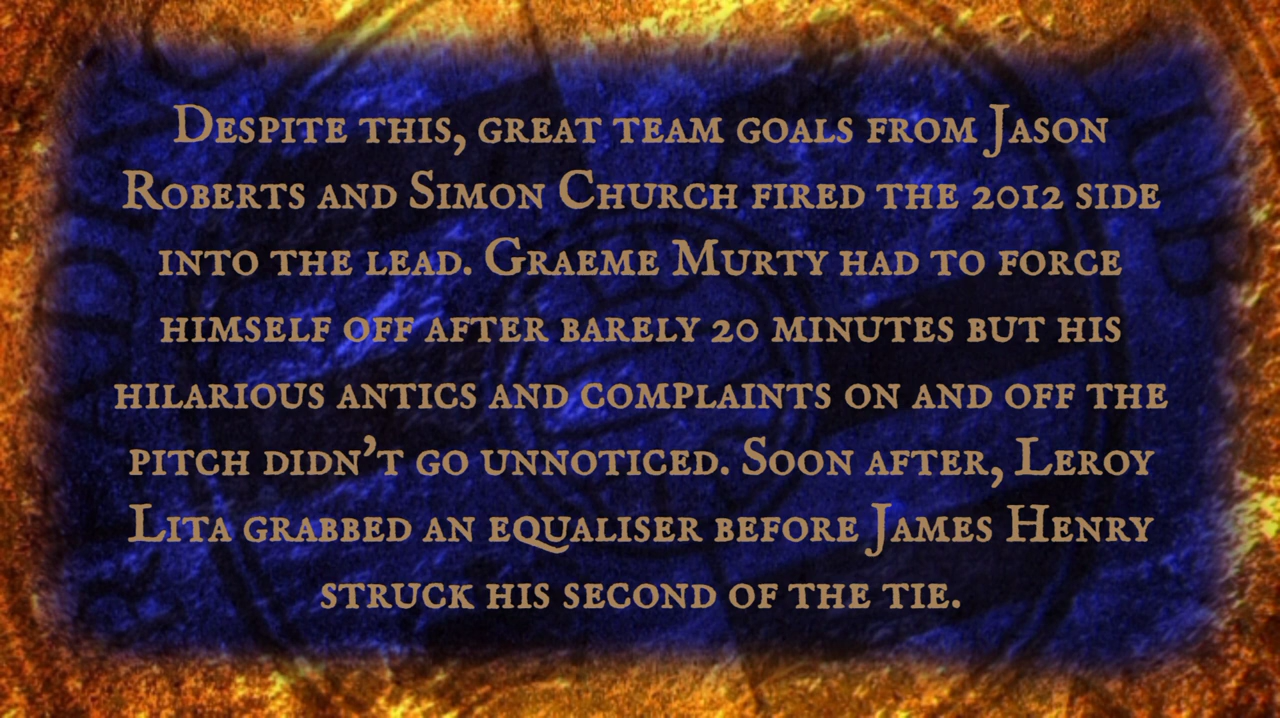 Despite this, great team goals from Jason
Roberts and Simon Church fired the 2012 side
into the lead. Graeme Murty had to force
himself off after barely 20 minutes but his
hilarious antics and complaints on and off the
pitch didn't go unnoticed. Soon after, Leroy
Lita grabbed an equaliser before James Henry
struck his second of the tie.